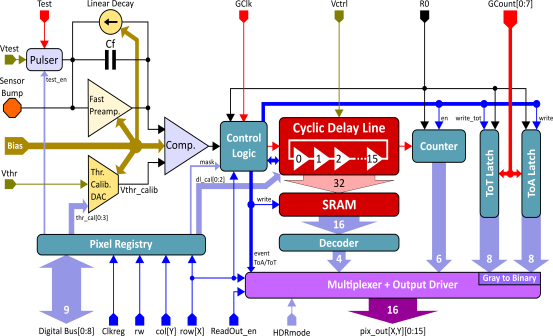 Test
Linear Decay
GClk
Vctrl
R0
GCount[0:7]
Vtest
Pulser
Cf
test_en
Sensor
Bump
Fast
Preamp.
Bias
Comp.
Control
Logic
Cyclic Delay Line
0 1 2 15
en
write_tot
write
Counter
ToT Latch
ToA Latch
Vthr
Thr.
Calib.
DAC
Vthr_calib
mask
dl_cal[0:2]
32
thr_cal[0:3]
write
SRAM
16
Pixel Registry
Decoder
event
ToA/ToT
4
6
8
8
Gray to Binary
Multiplexer + Output Driver
9
16
Digital Bus[0:8]
Clkreg
rw
col[Y]
row[X]
ReadOut_en
HDRmode
pix_out[X,Y][0:15]